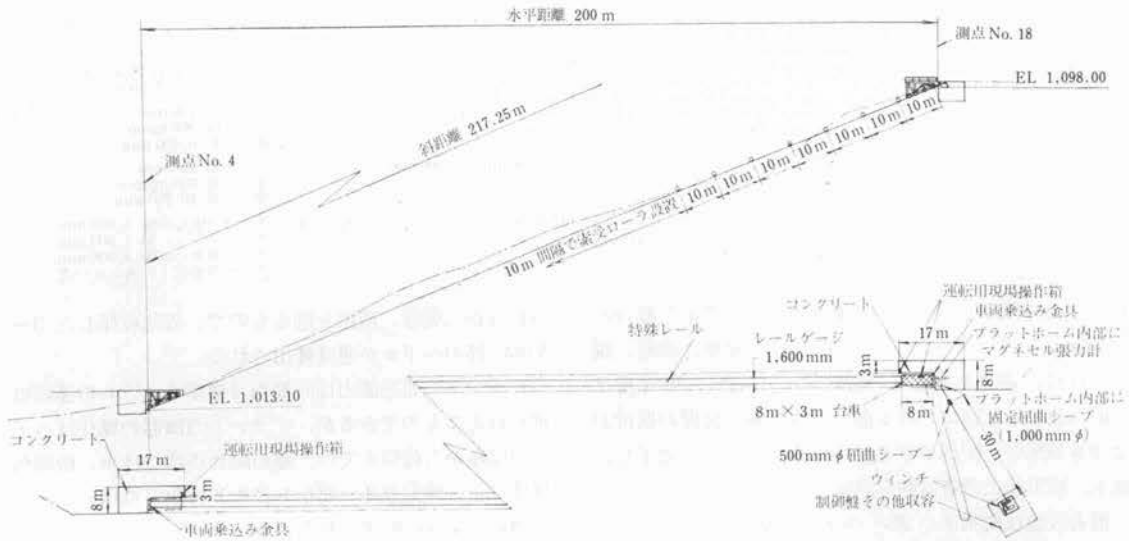 水平距離 200 m
測点 No. 18
EL 1,098.00
斜距離 217.25 m
測点 No. 4
10 m
10 m
10 m
10 m
10 m
10 m
10 m
10m 間隔で索受ローラ設置
EL 1,013.10
コンクリート
17 m
運転用現場操作箱
8 m
3 m
車両乗込み金具
特殊レール
レールゲージ
1,600 mm
コンクリート
運転用現場操作箱
車両乗込み金具
17 m
プラットホーム内部に
マグネセル張力計
3 m
8 m
8m×3m 台車
8 m
プラットホーム内部に
固定屈曲シーブ
(1,000 mm φ)
500 mm φ 屈曲シーブ
30 m
ウィンチ
制御盤その他収容